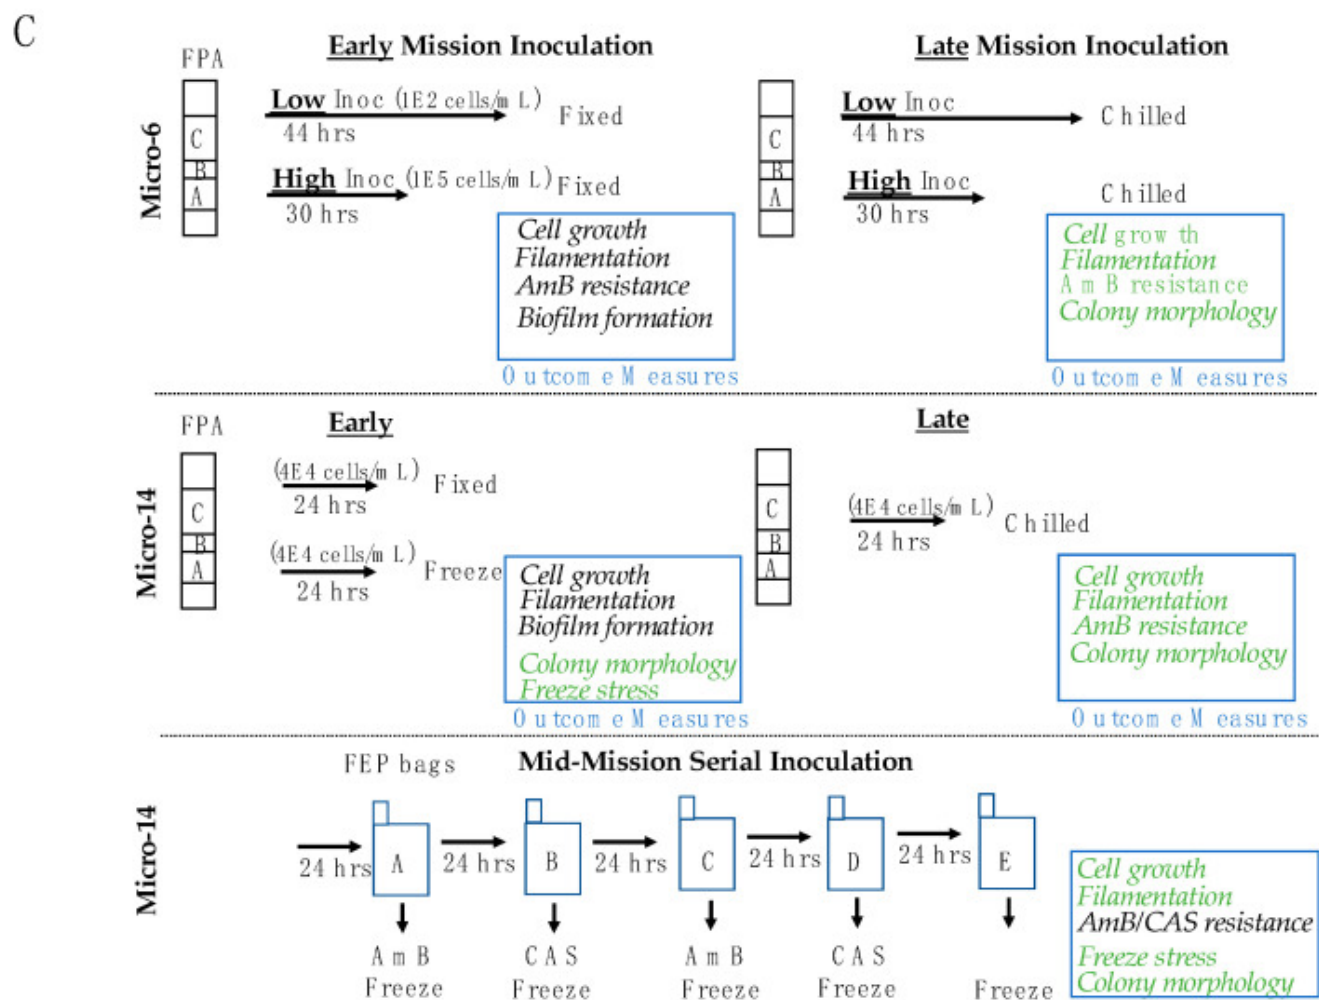 C
FPA
Early Mission Inoculation
Late Mission Inoculation
Micro-6
C
B
A
Low Inoc (1E2 cells/mL)
44 hrs
Fixed
High Inoc (1E5 cells/mL)
30 hrs
Fixed
Cell growth
Filamentation
AmB resistance
Biofilm formation
Outcome Measures
C
B
A
Low Inoc
44 hrs
Chilled
High Inoc
30 hrs
Chilled
Cell growth
Filamentation
AmB resistance
Colony morphology
Outcome Measures
FPA
Early
Late
Micro-14
C
B
A
(4E4 cells/mL)
24 hrs
Fixed
(4E4 cells/mL)
24 hrs
Freeze
Cell growth
Filamentation
Biofilm formation
Colony morphology
Freeze stress
Outcome Measures
C
B
A
(4E4 cells/mL)
24 hrs
Chilled
Cell growth
Filamentation
AmB resistance
Colony morphology
Outcome Measures
FEP bags
Mid-Mission Serial Inoculation
Micro-14
24 hrs
A
24 hrs
B
24 hrs
C
24 hrs
D
24 hrs
E
AmB
Freeze
CAS
Freeze
AmB
Freeze
CAS
Freeze
Freeze
Cell growth
Filamentation
AmB/CAS resistance
Freeze stress
Colony morphology